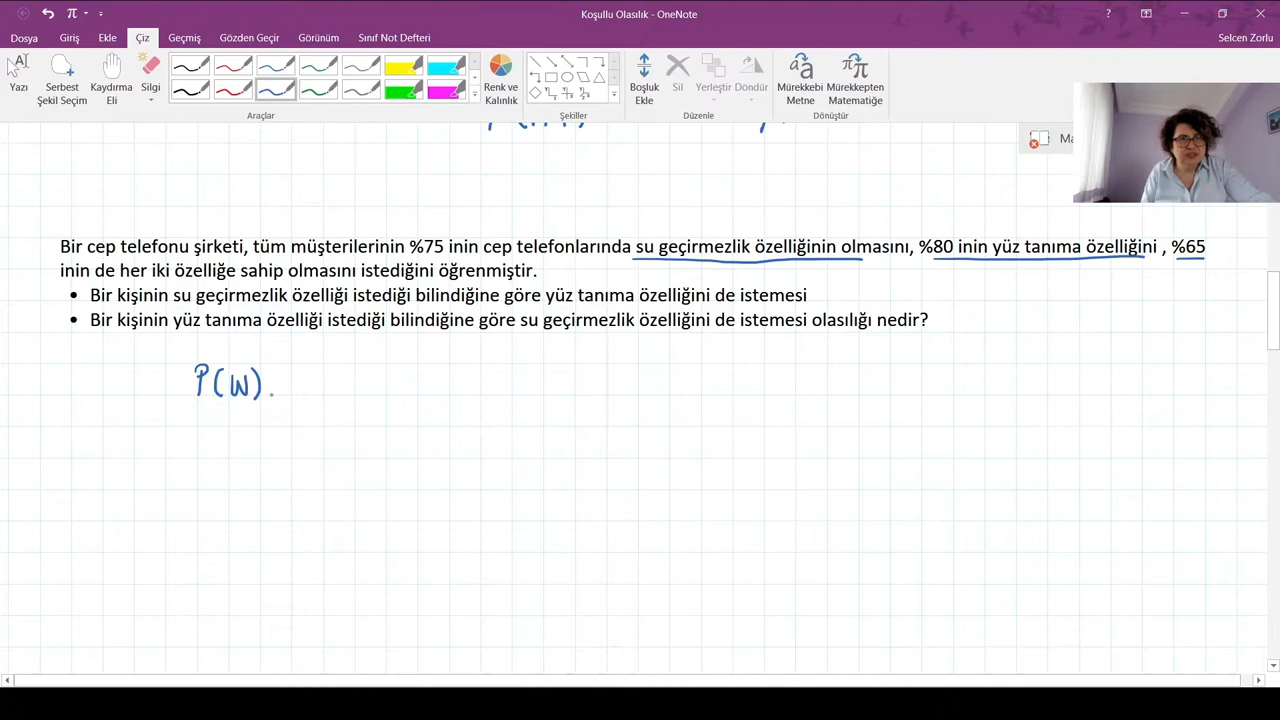 Koşullu Olasılık - OneNote
Selcen Zorlu
Dosya Giriş Ekle Çiz Geçmiş Gözden Geçir Görünüm Sınıf Not Defteri
Yazı
Serbest Şekil Seçim
Kaydırma Eli
Silgi
Renk ve Kalınlık
Boşluk Ekle
Sil
Yerleştir
Döndür
Mürekkebi Metne
Mürekkepten Matematiğe
Araçlar Şekiller Düzenle Dönüştür
Ma
Bir cep telefonu şirketi, tüm müşterilerinin %75 inin cep telefonlarında su geçirmezlik özelliğinin olmasını, %80 inin yüz tanıma özelliğini , %65
inin de her iki özelliğe sahip olmasını istediğini öğrenmiştir.
• Bir kişinin su geçirmezlik özelliği istediği bilindiğine göre yüz tanıma özelliğini de istemesi
• Bir kişinin yüz tanıma özelliği istediği bilindiğine göre su geçirmezlik özelliğini de istemesi olasılığı nedir?
P(W)